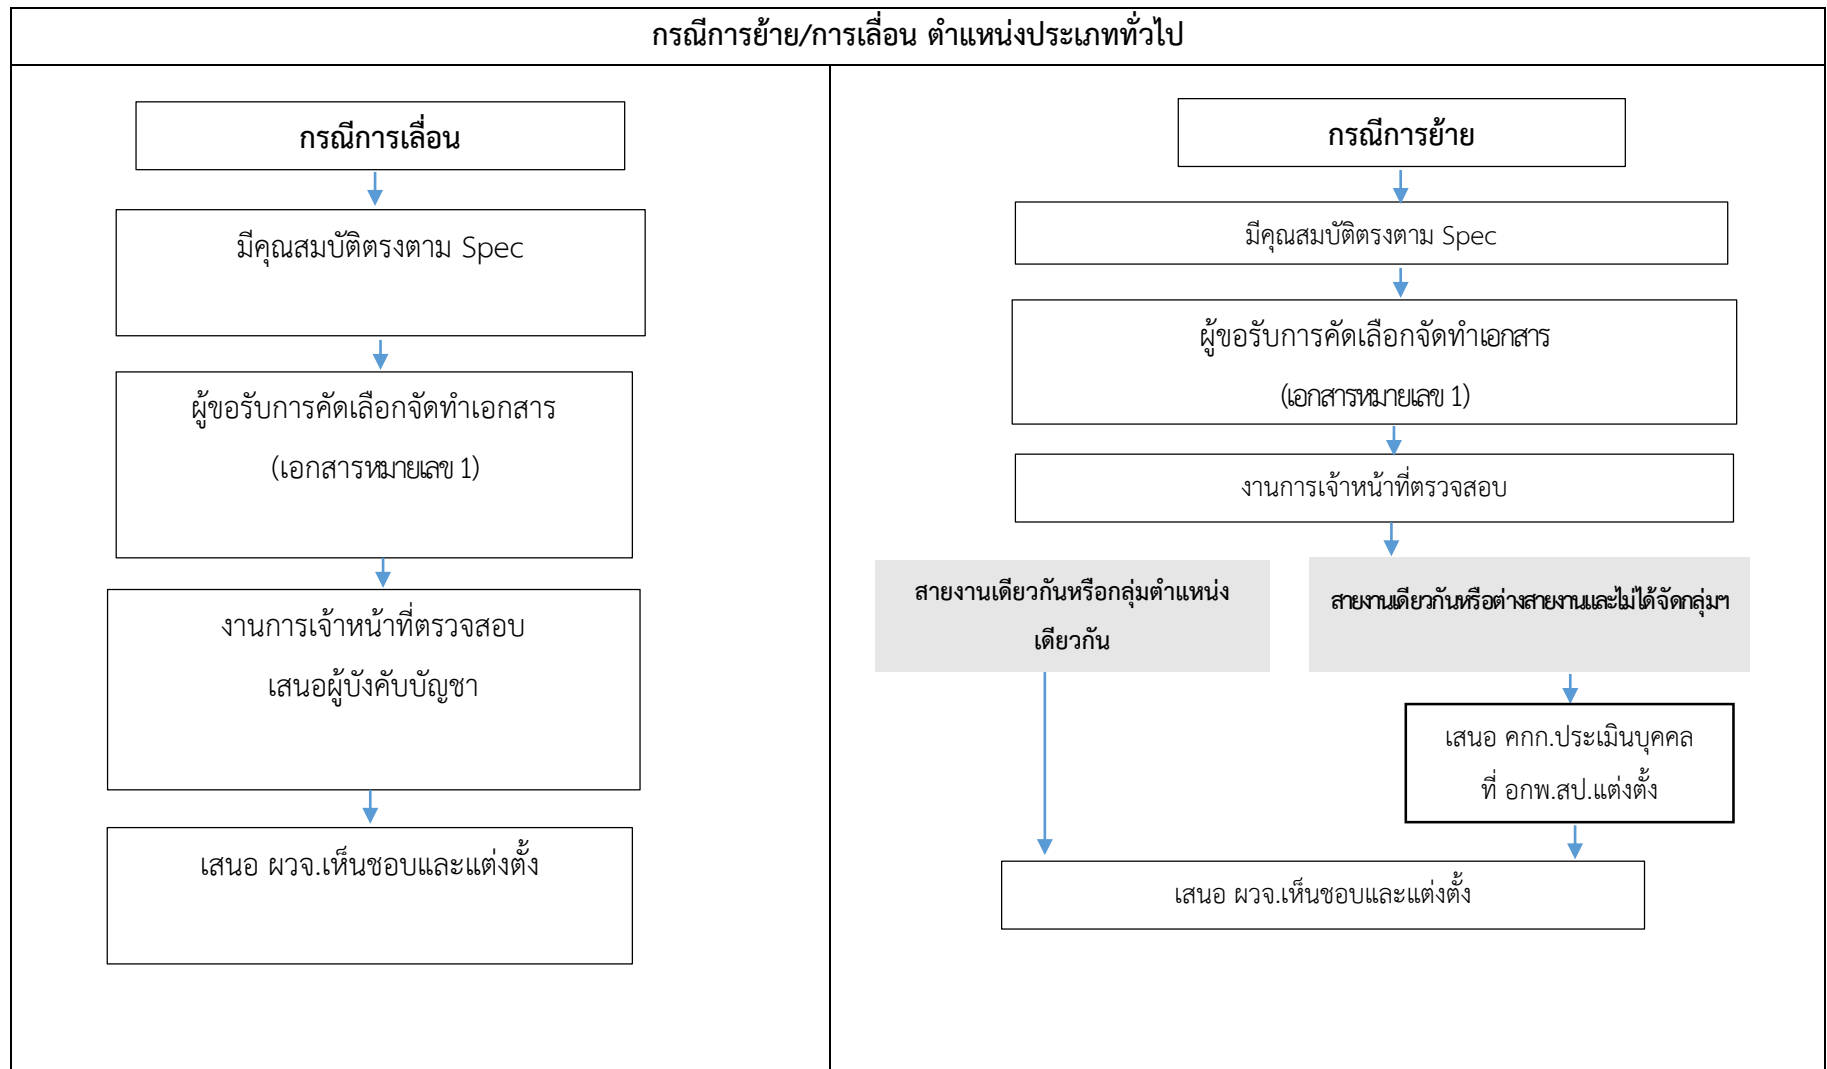 กรณีการย้าย/การเลื่อน ตำแหน่งประเภททั่วไป
กรณีการเลื่อน
มีคุณสมบัติตรงตาม Spec
ผู้ขอรับการคัดเลือกจัดทำเอกสาร
(เอกสารหมายเลข 1)
งานการเจ้าหน้าที่ตรวจสอบ
เสนอผู้บังคับบัญชา
เสนอ ผวจ.เห็นชอบและแต่งตั้ง
กรณีการย้าย
มีคุณสมบัติตรงตาม Spec
ผู้ขอรับการคัดเลือกจัดทำเอกสาร
(เอกสารหมายเลข 1)
งานการเจ้าหน้าที่ตรวจสอบ
สายงานเดียวกันหรือกลุ่มตำแหน่ง
เดียวกัน
สายงานเดียวกันหรือต่างสายงานและไม่ได้จัดกลุ่มฯ
เสนอ คกก.ประเมินบุคคล
ที่ อกพ.สป.แต่งตั้ง
เสนอ ผวจ.เห็นชอบและแต่งตั้ง